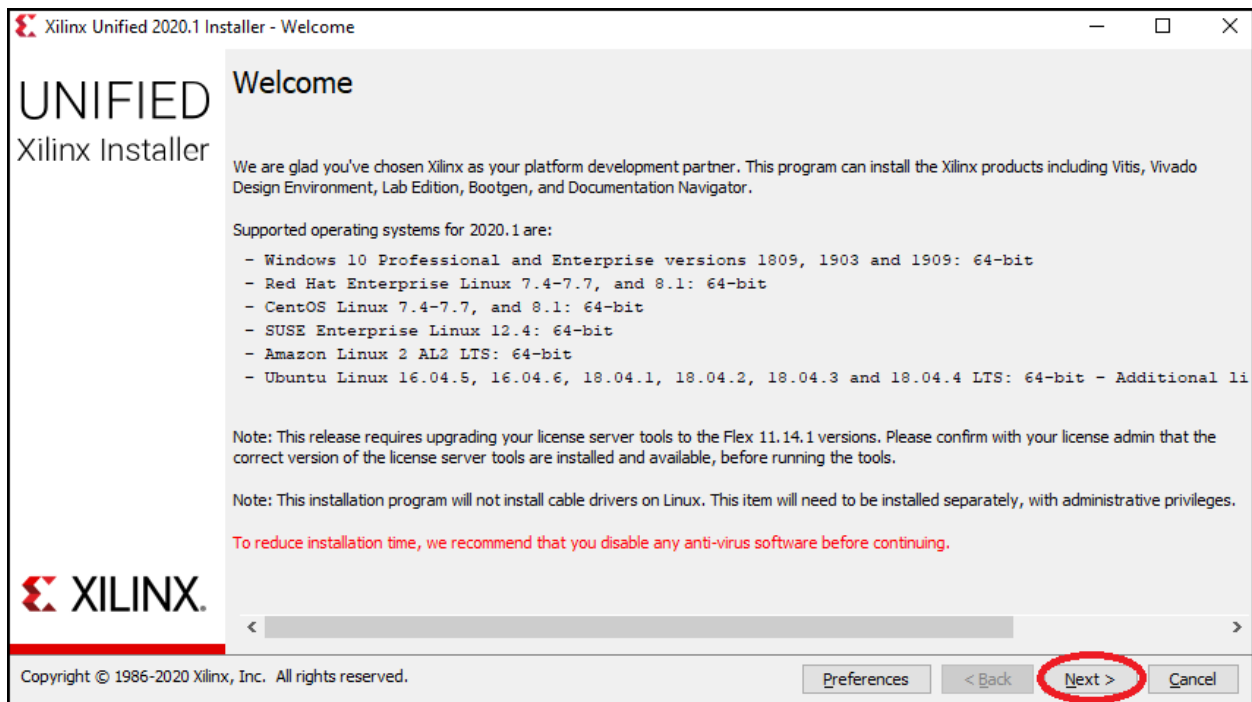 Xilinx Unified 2020.1 Installer - Welcome
UNIFIED
Xilinx Installer
Welcome
We are glad you've chosen Xilinx as your platform development partner. This program can install the Xilinx products including Vitis, Vivado
Design Environment, Lab Edition, Bootgen, and Documentation Navigator.
Supported operating systems for 2020.1 are:
- Windows 10 Professional and Enterprise versions 1809, 1903 and 1909: 64-bit
- Red Hat Enterprise Linux 7.4-7.7, and 8.1: 64-bit
- CentOS Linux 7.4-7.7, and 8.1: 64-bit
- SUSE Enterprise Linux 12.4: 64-bit
- Amazon Linux 2 AL2 LTS: 64-bit
- Ubuntu Linux 16.04.5, 16.04.6, 18.04.1, 18.04.2, 18.04.3 and 18.04.4 LTS: 64-bit - Additional li
Note: This release requires upgrading your license server tools to the Flex 11.14.1 versions. Please confirm with your license admin that the
correct version of the license server tools are installed and available, before running the tools.
Note: This installation program will not install cable drivers on Linux. This item will need to be installed separately, with administrative privileges.
To reduce installation time, we recommend that you disable any anti-virus software before continuing.
XILINX.
Copyright © 1986-2020 Xilinx, Inc. All rights reserved.
Preferences
< Back
Next >
Cancel